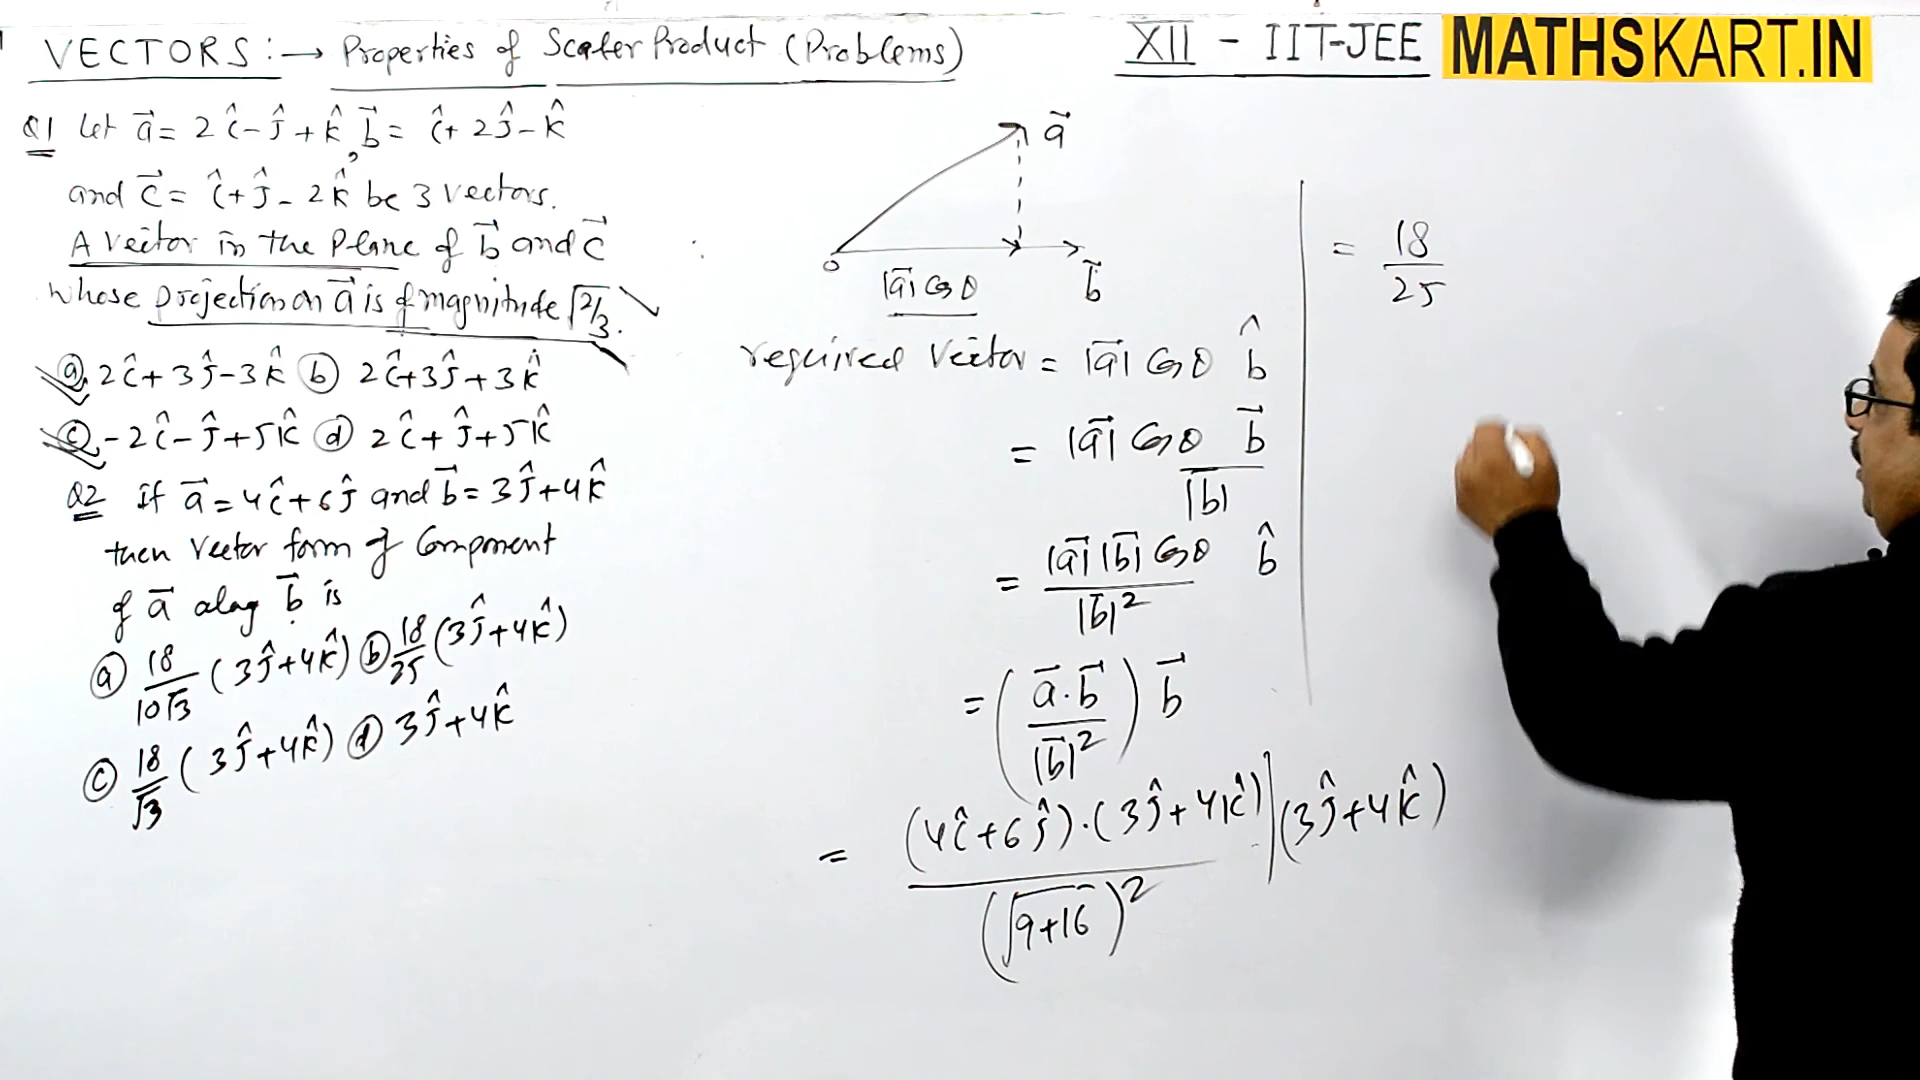 VECTORS :→ Properties of Scaler Product (Problems)
XII - IIT-JEE
MATHSKART.IN
Q1 Let a⃗ = 2î - ĵ + k̂, b⃗ = î + 2ĵ - k̂
and c⃗ = î + ĵ - 2k̂ be 3 vectors.
A vector in the plane of b⃗ and c⃗
whose projection on a⃗ is of magnitude √2/3.
(a) 2î + 3ĵ - 3k̂ (b) 2î + 3ĵ + 3k̂
(c) -2î - ĵ + 5k̂ (d) 2î + ĵ + 5k̂
Q2 If a⃗ = 4î + 6ĵ and b⃗ = 3ĵ + 4k̂
then vector form of component
of a⃗ along b⃗ is
(a) 18/10√3 (3ĵ + 4k̂) (b) 18/25 (3ĵ + 4k̂)
(c) 18/√3 (3ĵ + 4k̂) (d) 3ĵ + 4k̂
a⃗
O
|a⃗| cos θ
b⃗
required vector = |a⃗| cos θ b̂
= |a⃗| cos θ b⃗/|b|
= |a⃗| |b⃗| cos θ / |b⃗|² b̂
= (a⃗ · b⃗ / |b⃗|²) b⃗
= (4î + 6ĵ) · (3ĵ + 4k̂) / (√9+16)² (3ĵ + 4k̂)
= 18/25